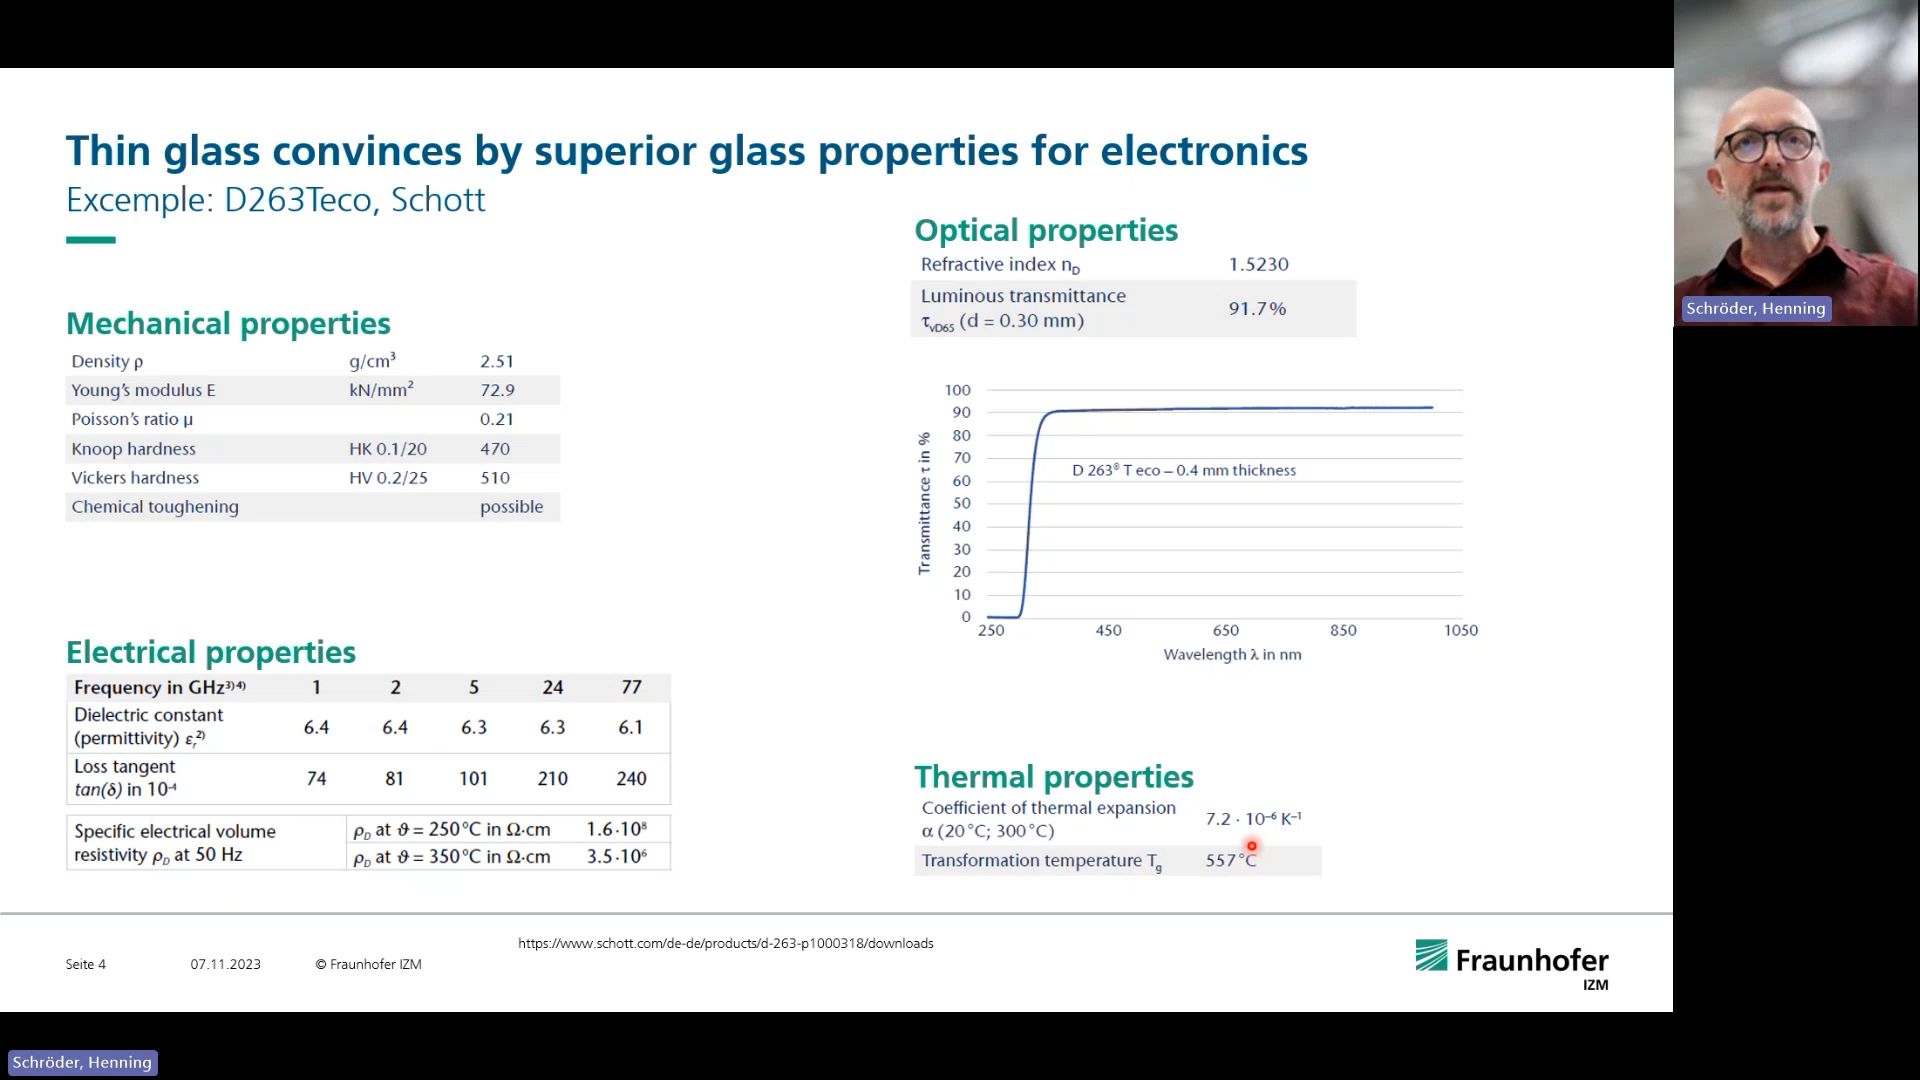 Thin glass convinces by superior glass properties for electronics
Excemple: D263Teco, Schott
Mechanical properties
Density ρ g/cm³ 2.51
Young's modulus E kN/mm² 72.9
Poisson's ratio μ 0.21
Knoop hardness HK 0.1/20 470
Vickers hardness HV 0.2/25 510
Chemical toughening possible
Electrical properties
Frequency in GHz³⁾⁴⁾ 1 2 5 24 77
Dielectric constant
(permittivity) εᵣ²⁾ 6.4 6.4 6.3 6.3 6.1
Loss tangent
tan(δ) in 10⁻⁴ 74 81 101 210 240
Specific electrical volume
resistivity ρD at 50 Hz
ρD at ϑ = 250°C in Ω·cm 1.6·10⁸
ρD at ϑ = 350°C in Ω·cm 3.5·10⁶
Optical properties
Refractive index nD 1.5230
Luminous transmittance
τvD65 (d = 0.30 mm) 91.7%
Transmittance τ in %
100
90
80
70
60
50
40
30
20
10
0
D 263® T eco – 0.4 mm thickness
250 450 650 850 1050
Wavelength λ in nm
Thermal properties
Coefficient of thermal expansion
α (20°C; 300°C) 7.2 · 10⁻⁶ K⁻¹
Transformation temperature Tg 557°C
https://www.schott.com/de-de/products/d-263-p1000318/downloads
Seite 4 07.11.2023 © Fraunhofer IZM
Fraunhofer
IZM
Schröder, Henning
Schröder, Henning